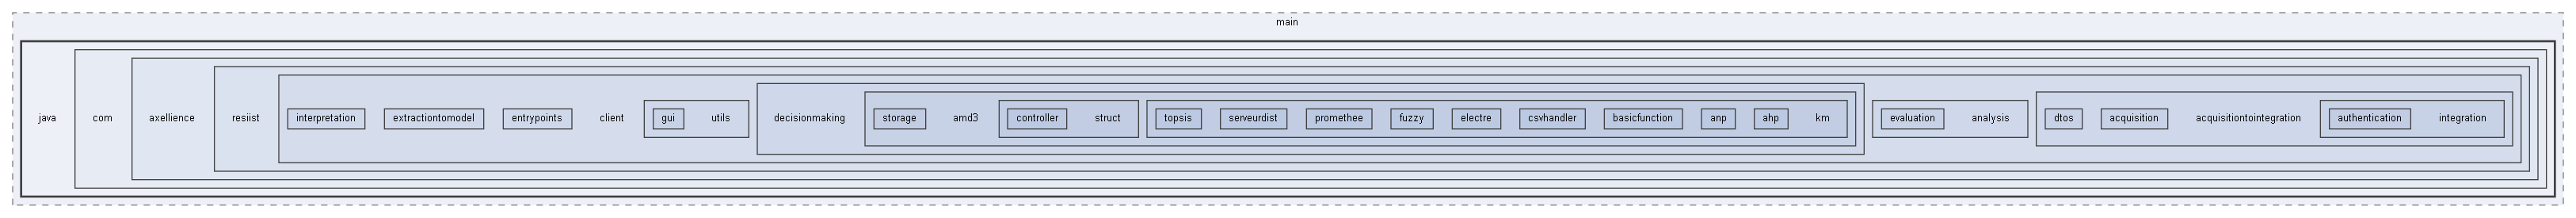 main
java
com
axellience
resiist
interpretation
extractiontomodel
entrypoints
client
gui
utils
decisionmaking
storage
amd3
controller
struct
topsis
serveurdist
promethee
fuzzy
electre
csvhandler
basicfunction
anp
ahp
km
evaluation
analysis
dtos
acquisition
acquisitiontointegration
authentication
integration